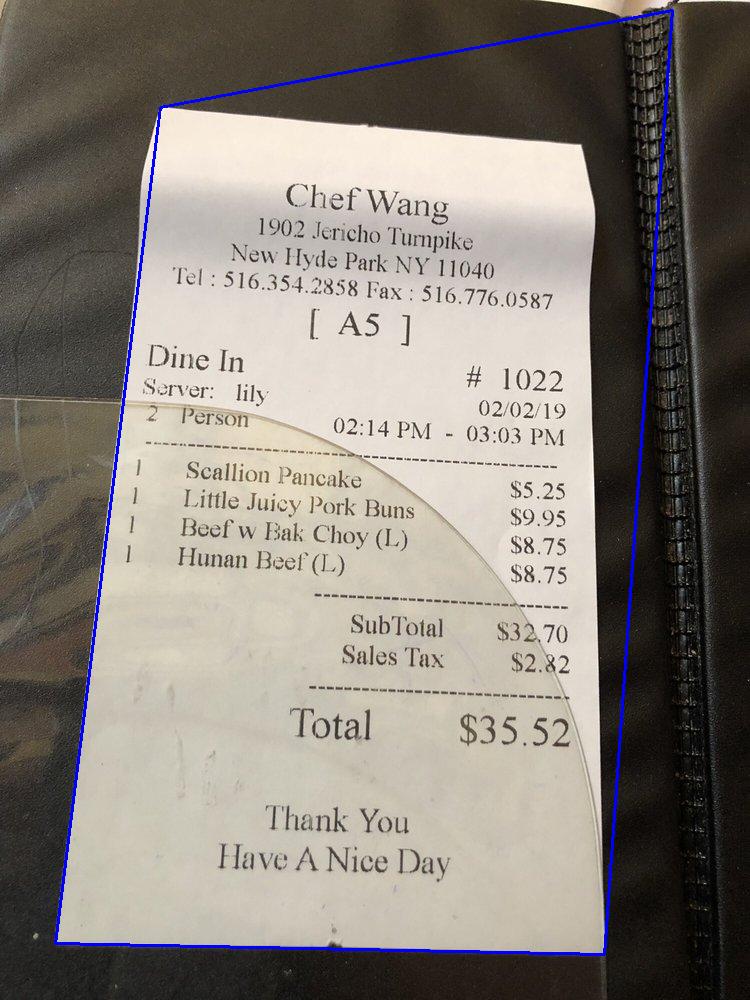 Chef Wang
1902 Jericho Turnpike
New Hyde Park NY 11040
Tel : 516.354.2858 Fax : 516.776.0587
[ A5 ]
Dine In # 1022
Server: lily 02/02/19
2 Person 02:14 PM - 03:03 PM
1 Scallion Pancake $5.25
1 Little Juicy Pork Buns $9.95
1 Beef w Bak Choy (L) $8.75
1 Hunan Beef (L) $8.75
SubTotal $32.70
Sales Tax $2.82
Total $35.52
Thank You
Have A Nice Day